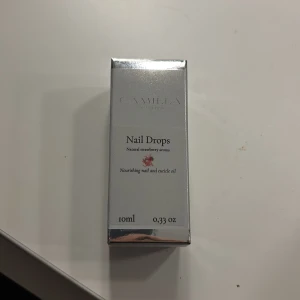 Nail Drops
Natural strawberry aroma
Nourishing nail and cuticle oil
10ml 0,33 oz